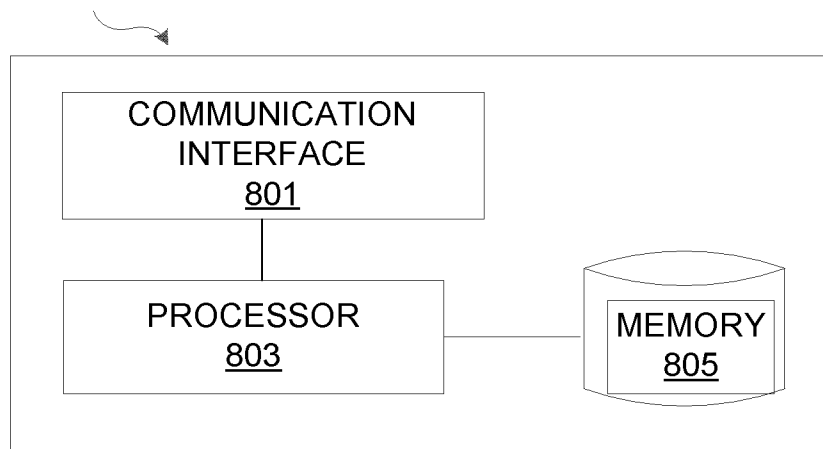 COMMUNICATION
INTERFACE
801
PROCESSOR
803
MEMORY
805